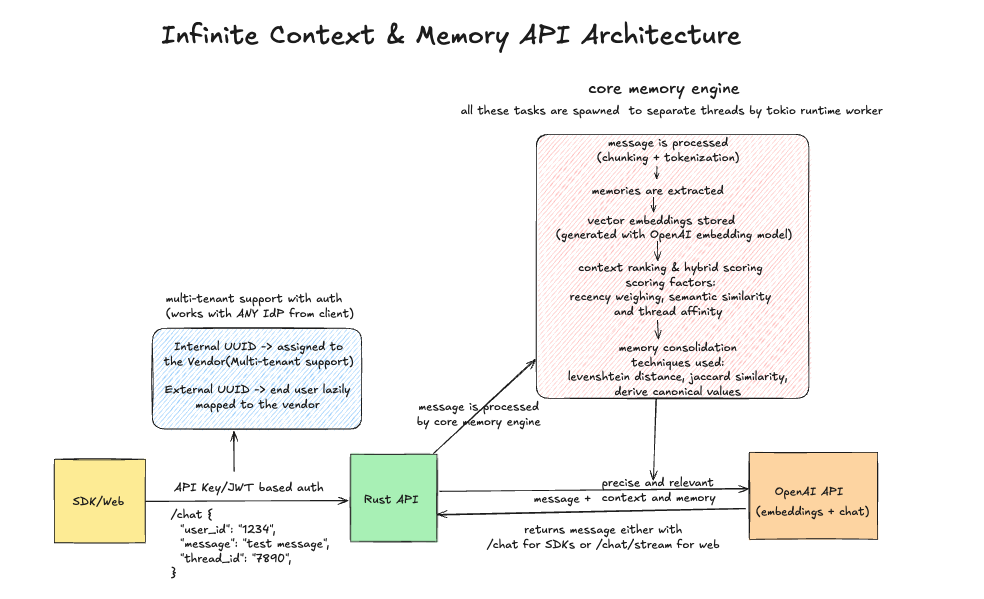 Infinite Context & Memory API Architecture
core memory engine
all these tasks are spawned to separate threads by tokio runtime worker
message is processed
(chunking + tokenization)
memories are extracted
vector embeddings stored
(generated with OpenAI embedding model)
context ranking & hybrid scoring
scoring factors:
recency weighing, semantic similarity
and thread affinity
memory consolidation
techniques used:
levenshtein distance, jaccard similarity,
derive canonical values
multi-tenant support with auth
(works with ANY IdP from client)
Internal UUID -> assigned to
the Vendor(Multi-tenant support)
External UUID -> end user lazily
mapped to the vendor
message is processed
by core memory engine
SDK/Web
API Key/JWT based auth
/chat {
"user_id": "1234",
"message": "test message",
"thread_id": "7890",
}
Rust API
precise and relevant
message + context and memory
returns message either with
/chat for SDKs or /chat/stream for web
OpenAI API
(embeddings + chat)